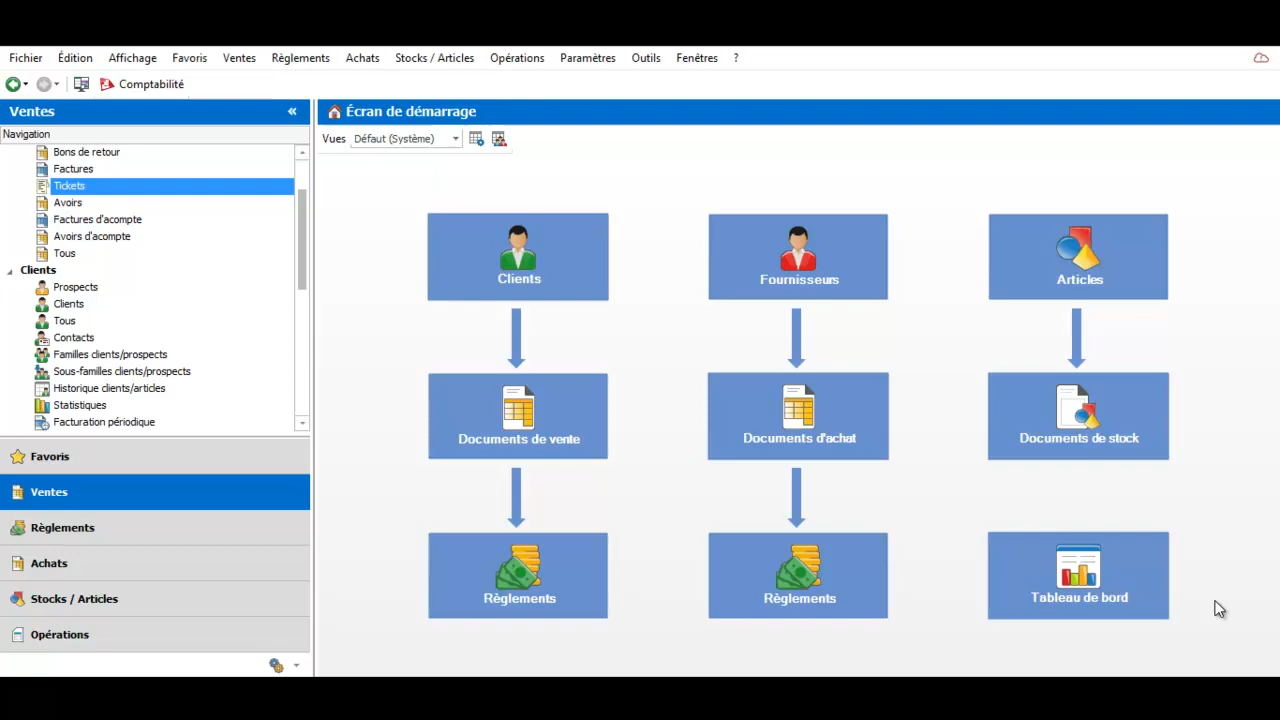 Fichier Édition Affichage Favoris Ventes Règlements Achats Stocks / Articles Opérations Paramètres Outils Fenêtres ?
Comptabilité
Ventes «
Navigation
Bons de retour
Factures
Tickets
Avoirs
Factures d'acompte
Avoirs d'acompte
Tous
Clients
Prospects
Clients
Tous
Contacts
Familles clients/prospects
Sous-familles clients/prospects
Historique clients/articles
Statistiques
Facturation périodique
Favoris
Ventes
Règlements
Achats
Stocks / Articles
Opérations
Écran de démarrage
Vues Défaut (Système)
Clients Fournisseurs Articles
Documents de vente Documents d'achat Documents de stock
Règlements Règlements Tableau de bord